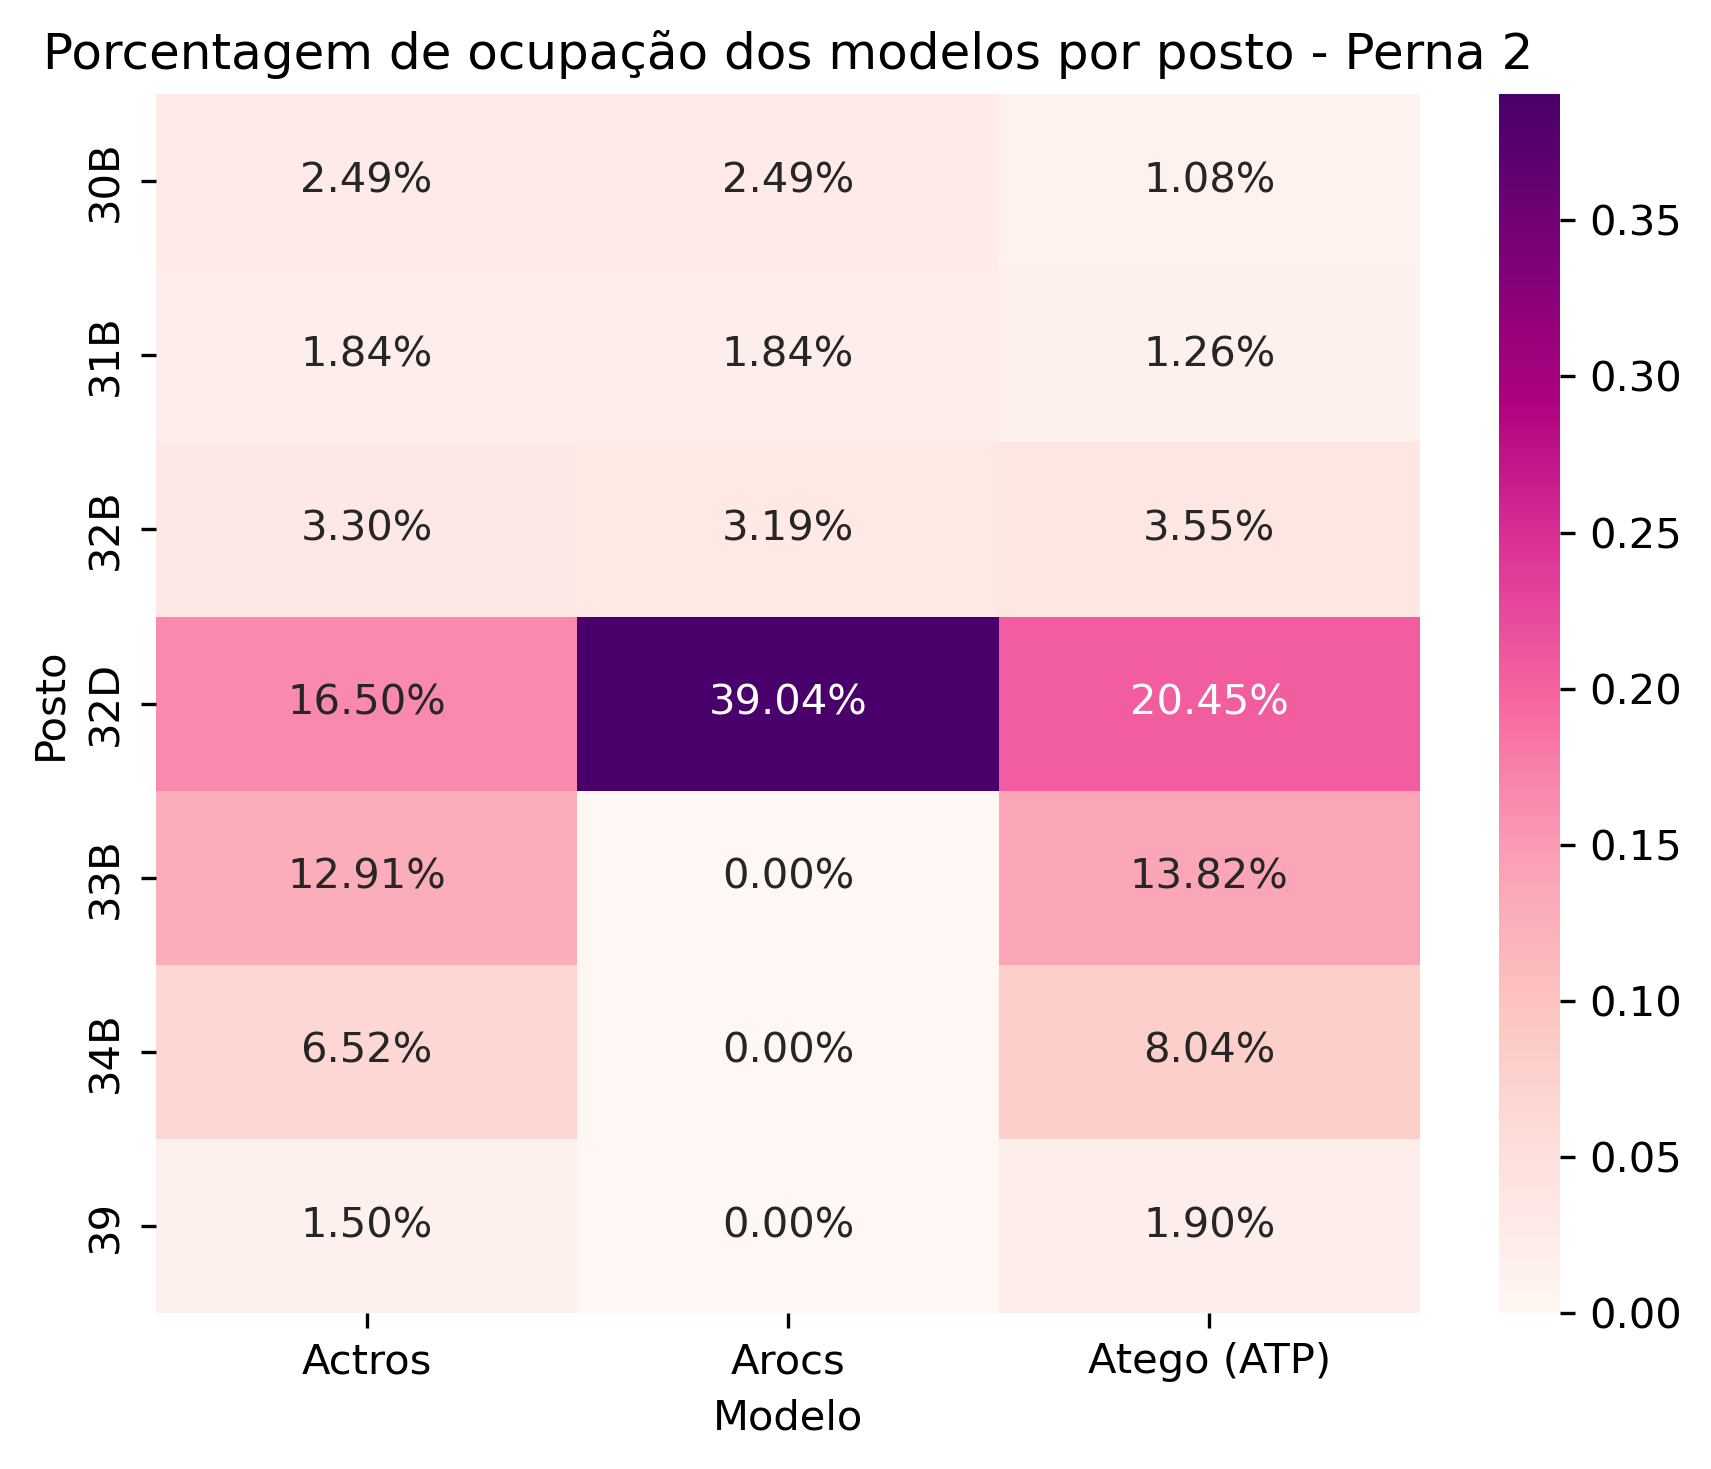 Porcentagem de ocupação dos modelos por posto - Perna 2
Posto
30B 2.49% 2.49% 1.08%
31B 1.84% 1.84% 1.26%
32B 3.30% 3.19% 3.55%
32D 16.50% 39.04% 20.45%
33B 12.91% 0.00% 13.82%
34B 6.52% 0.00% 8.04%
39 1.50% 0.00% 1.90%
Actros Arocs Atego (ATP)
Modelo
0.35
0.30
0.25
0.20
0.15
0.10
0.05
0.00